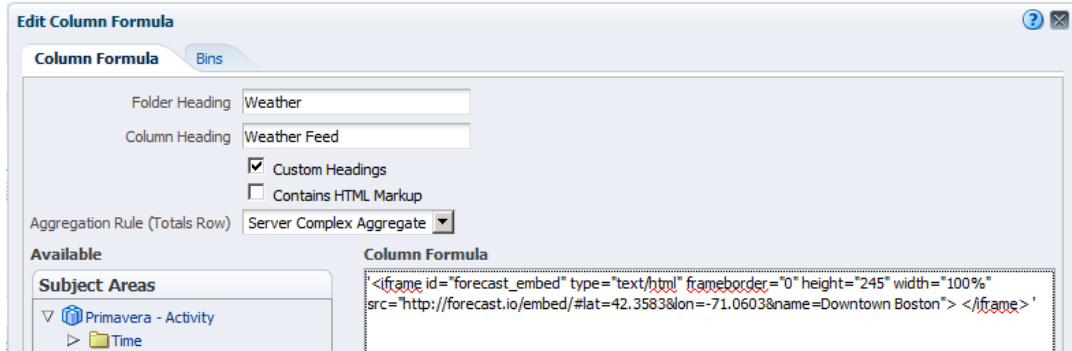 Edit Column Formula
Column Formula
Bins
Folder Heading Weather
Column Heading Weather Feed
Custom Headings
Contains HTML Markup
Aggregation Rule (Totals Row) Server Complex Aggregate
Available
Column Formula
Subject Areas
Primavera - Activity
Time
'<iframe id="forecast_embed" type="text/html" frameborder="0" height="245" width="100%"
src="http://forecast.io/embed/#lat=42.3583&lon=-71.0603&name=Downtown Boston"> </iframe> '